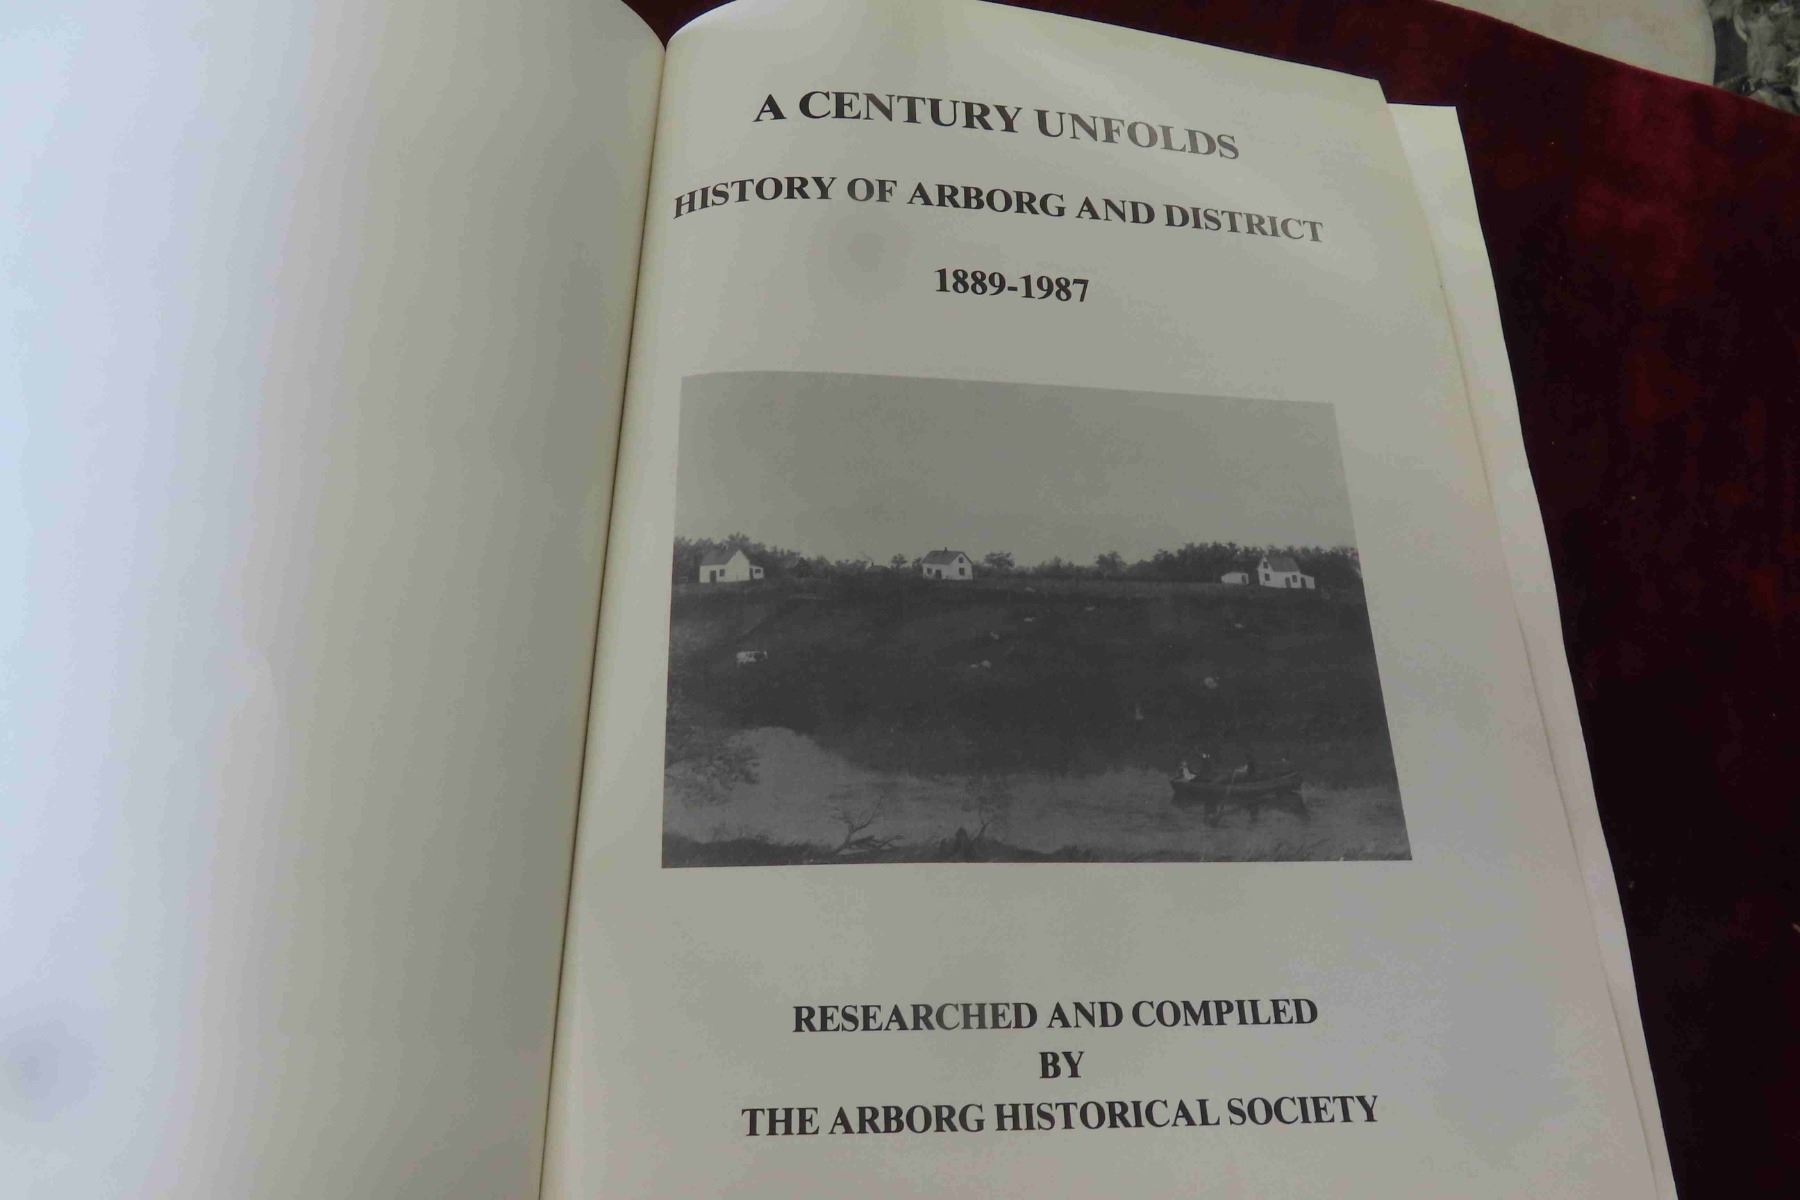 A CENTURY UNFOLDS
HISTORY OF ARBORG AND DISTRICT
1889-1987
RESEARCHED AND COMPILED
BY
THE ARBORG HISTORICAL SOCIETY